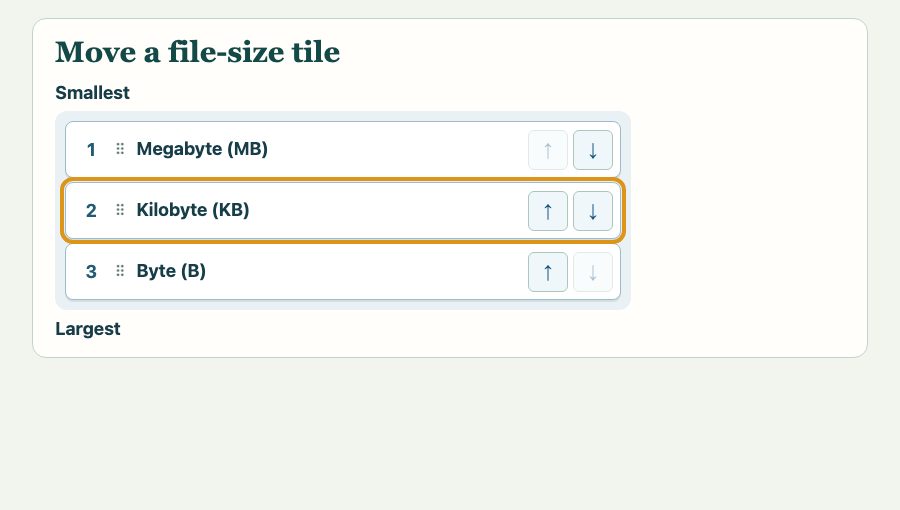 Move a file-size tile
Smallest
1 Megabyte (MB) ↑ ↓
2 Kilobyte (KB) ↑ ↓
3 Byte (B) ↑ ↓
Largest